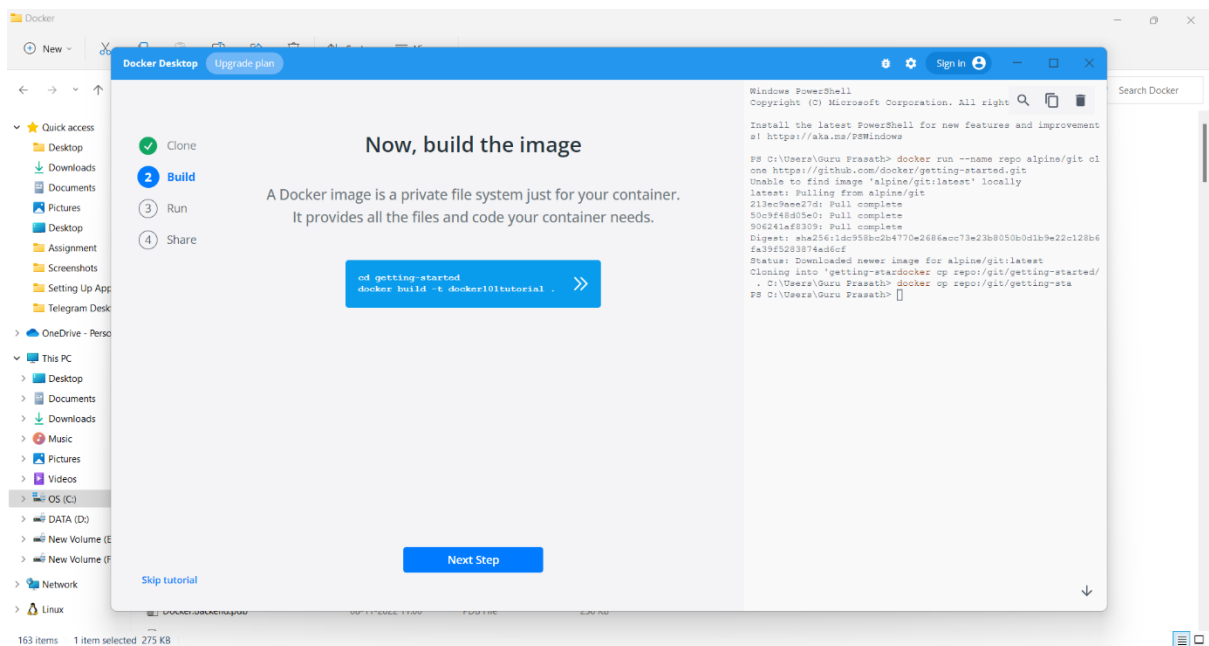 Docker
New
Docker Desktop
Upgrade plan
Sign in
Search Docker
Quick access
Desktop
Downloads
Documents
Pictures
Desktop
Assignment
Screenshots
Setting Up App
Telegram Desk
OneDrive - Perso
This PC
Desktop
Documents
Downloads
Music
Pictures
Videos
OS (C:)
DATA (D:)
New Volume (E
New Volume (F
Network
Linux
Clone
2 Build
3 Run
4 Share
Now, build the image
A Docker image is a private file system just for your container.
It provides all the files and code your container needs.
cd getting-started
docker build -t docker101tutorial .
Next Step
Skip tutorial
Windows PowerShell
Copyright (C) Microsoft Corporation. All right
Install the latest PowerShell for new features and improvement
s! https://aka.ms/PSWindows
PS C:\Users\Guru Prasath> docker run --name repo alpine/git cl
one https://github.com/docker/getting-started.git
Unable to find image 'alpine/git:latest' locally
latest: Pulling from alpine/git
213ec9aee27d: Pull complete
50c9f48d05e0: Pull complete
906241af8309: Pull complete
Digest: sha256:1dc958bc2b4770e2686acc73e23b8050b0d1b9e22c128b6
fa39f5283874ad6cf
Status: Downloaded newer image for alpine/git:latest
Cloning into 'getting-stardocker cp repo:/git/getting-started/
. C:\Users\Guru Prasath> docker cp repo:/git/getting-sta
PS C:\Users\Guru Prasath>
163 items
1 item selected 275 KB